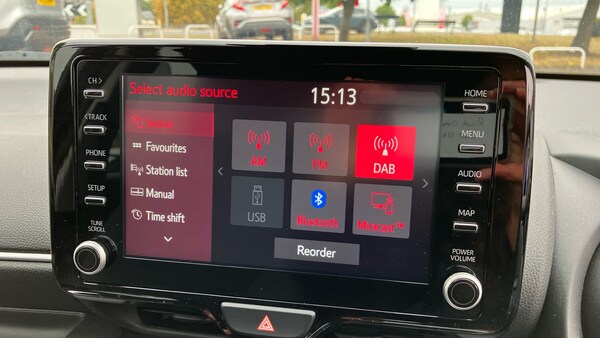 Select audio source
15:13
CH >
< TRACK
PHONE
SETUP
TUNE
SCROLL
Source
Favourites
Station list
Manual
Time shift
AM
FM
DAB
USB
Bluetooth
Miracast™
Reorder
HOME
MENU
AUDIO
MAP
POWER
VOLUME